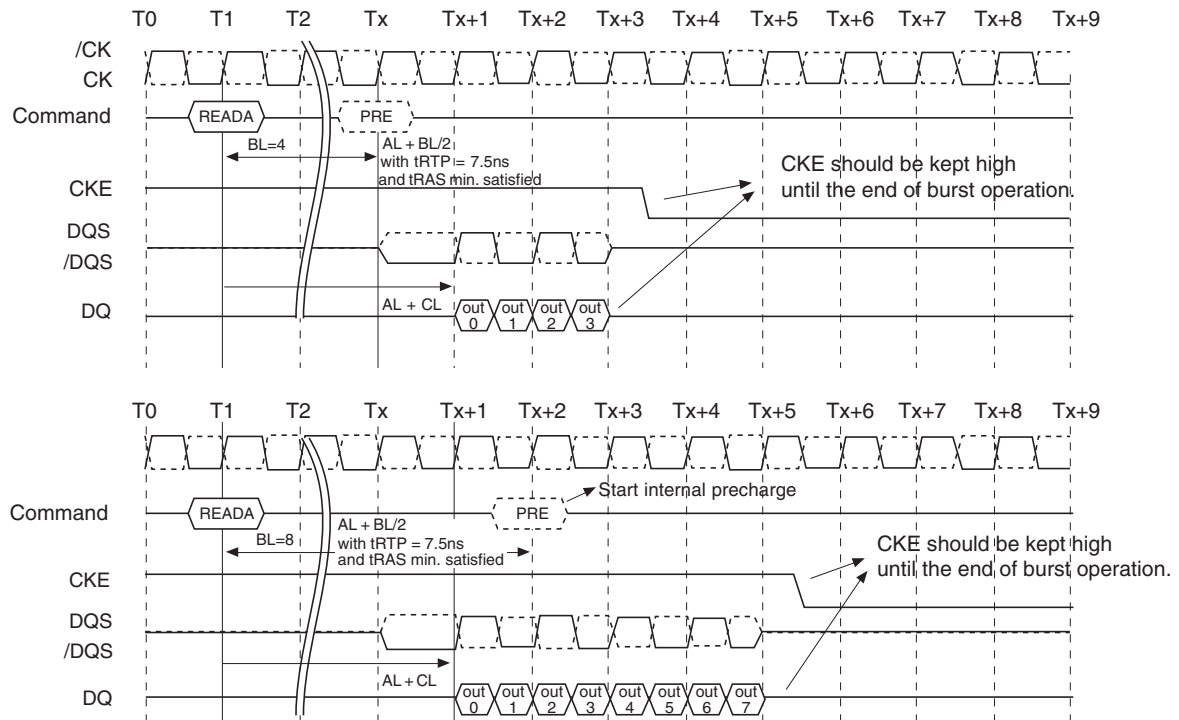 T0 T1 T2 Tx Tx+1 Tx+2 Tx+3 Tx+4 Tx+5 Tx+6 Tx+7 Tx+8 Tx+9
/CK
CK
Command READA PRE
BL=4
AL + BL/2
with tRTP = 7.5ns
and tRAS min. satisfied
CKE
CKE should be kept high
until the end of burst operation.
DQS
/DQS
AL + CL
DQ out 0 out 1 out 2 out 3
T0 T1 T2 Tx Tx+1 Tx+2 Tx+3 Tx+4 Tx+5 Tx+6 Tx+7 Tx+8 Tx+9
Start internal precharge
Command READA PRE
BL=8
AL + BL/2
with tRTP = 7.5ns
and tRAS min. satisfied
CKE
CKE should be kept high
until the end of burst operation.
DQS
/DQS
AL + CL
DQ out 0 out 1 out 2 out 3 out 4 out 5 out 6 out 7